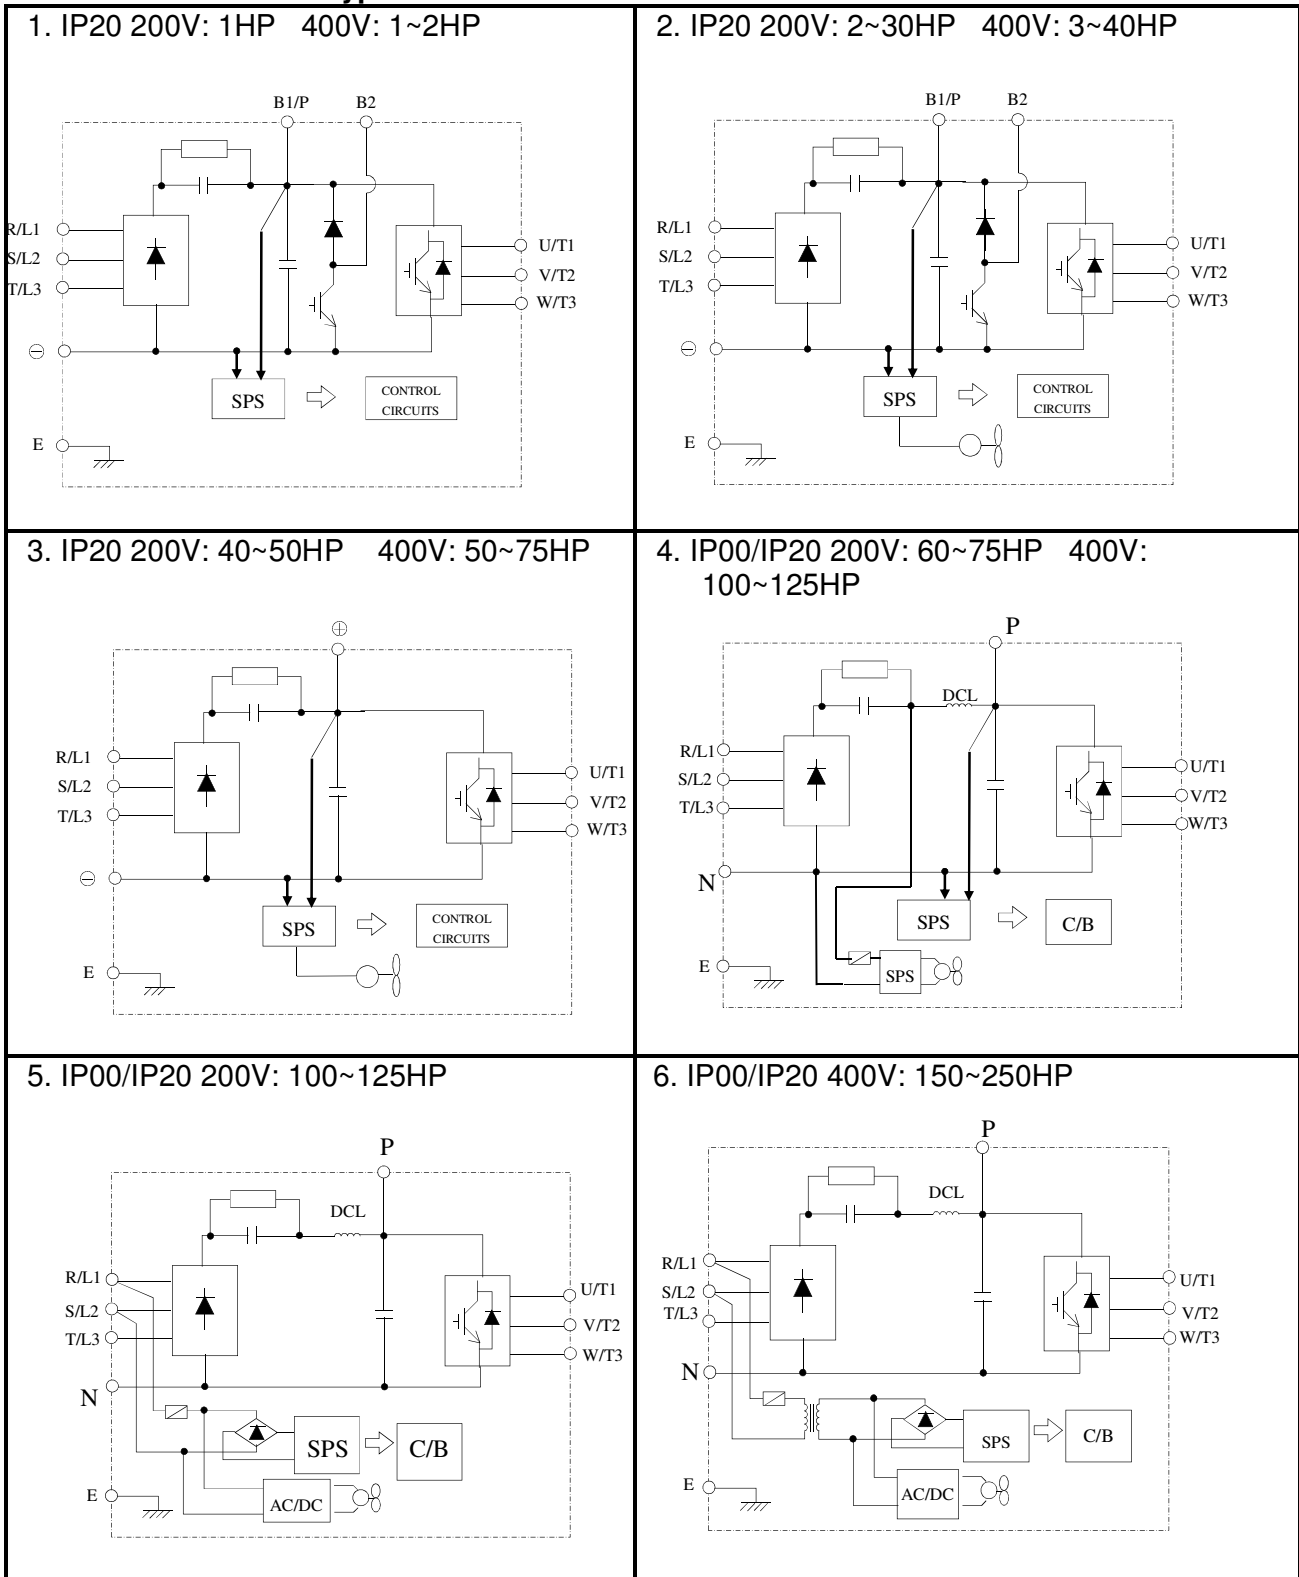 1. IP20 200V: 1HP 400V: 1~2HP
B1/P B2
R/L1
S/L2
T/L3
U/T1
V/T2
W/T3
⊖
SPS
CONTROL
CIRCUITS
E
2. IP20 200V: 2~30HP 400V: 3~40HP
B1/P B2
R/L1
S/L2
T/L3
U/T1
V/T2
W/T3
⊖
SPS
CONTROL
CIRCUITS
E
3. IP20 200V: 40~50HP 400V: 50~75HP
⊕
R/L1
S/L2
T/L3
U/T1
V/T2
W/T3
⊖
SPS
CONTROL
CIRCUITS
E
4. IP00/IP20 200V: 60~75HP 400V:
100~125HP
P
DCL
R/L1
S/L2
T/L3
U/T1
V/T2
W/T3
N
SPS
C/B
E
SPS
5. IP00/IP20 200V: 100~125HP
P
DCL
R/L1
S/L2
T/L3
U/T1
V/T2
W/T3
N
SPS
C/B
E
AC/DC
6. IP00/IP20 400V: 150~250HP
P
DCL
R/L1
S/L2
T/L3
U/T1
V/T2
W/T3
N
SPS
C/B
E
AC/DC